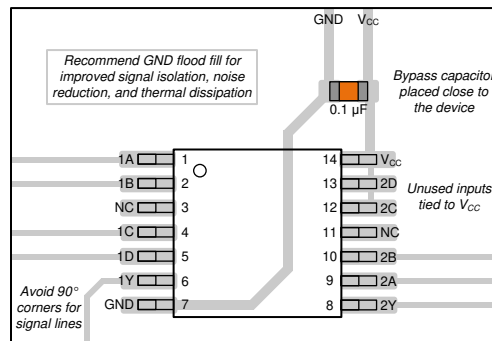 GND VCC
Recommend GND flood fill for
improved signal isolation, noise
reduction, and thermal dissipation
Bypass capacitor
placed close to
the device
0.1 µF
1A 1 14 VCC
1B 2 13 2D
Unused inputs
tied to VCC
NC 3 12 2C
1C 4 11 NC
1D 5 10 2B
1Y 6 9 2A
GND 7 8 2Y
Avoid 90°
corners for
signal lines